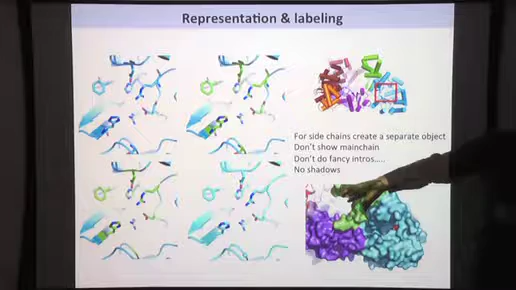 Representation & labeling
For side chains create a separate object
Don't show mainchain
Don't do fancy intros.....
No shadows